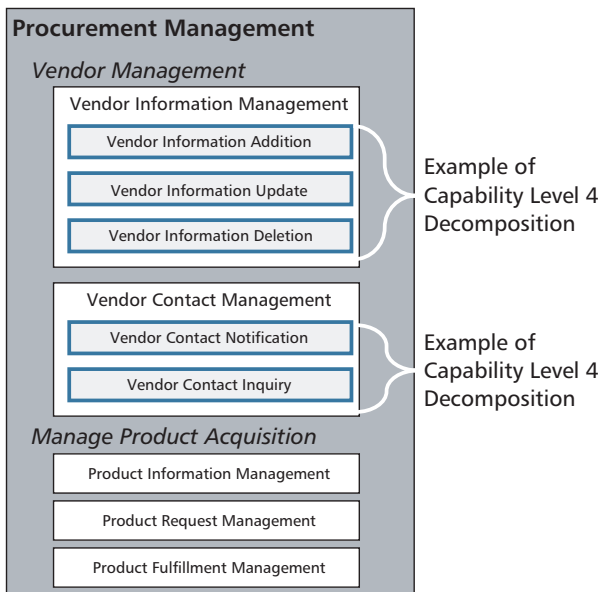 Procurement Management
Vendor Management
Vendor Information Management
Vendor Information Addition
Vendor Information Update
Vendor Information Deletion
Example of
Capability Level 4
Decomposition
Vendor Contact Management
Vendor Contact Notification
Vendor Contact Inquiry
Example of
Capability Level 4
Decomposition
Manage Product Acquisition
Product Information Management
Product Request Management
Product Fulfillment Management